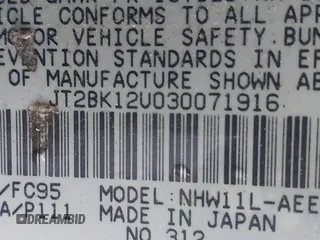 ICLE CONFORMS TO ALL APP
MOTOR VEHICLE SAFETY, BUM
EVENTION STANDARDS IN EF
OF MANUFACTURE SHOWN AB
JT2BK12U030071916
/FC95
MODEL: NHW11L-AEE
A/P111
MADE IN JAPAN
NO.312
DREAMBID